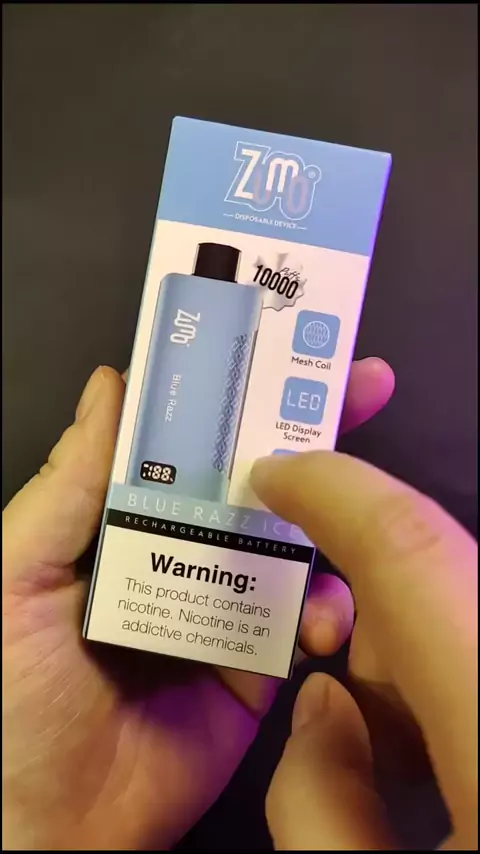 Zumo®
DISPOSABLE DEVICE
Puffs
10000
Zumo
Blue Razz
Mesh Coil
LED
LED Display
Screen
188
BLUE RAZZ ICE
RECHARGEABLE BATTERY
Warning:
This product contains
nicotine. Nicotine is an
addictive chemicals.